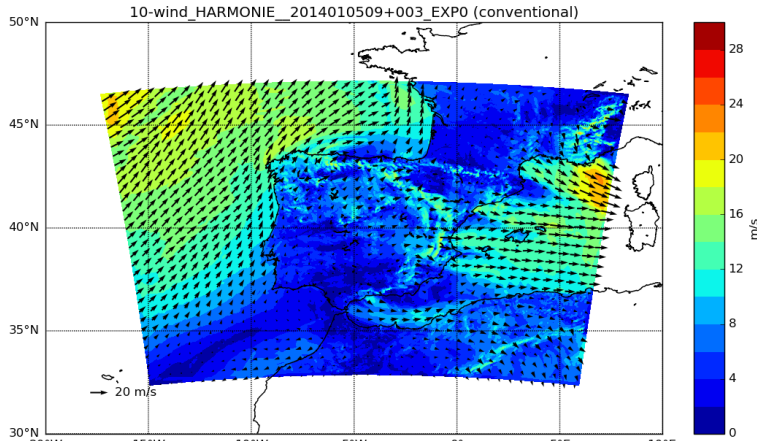 10-wind_HARMONIE__2014010509+003_EXP0 (conventional)
50°N
45°N
40°N
35°N
30°N
20 m/s
28
24
20
16
12
8
4
0
m/s